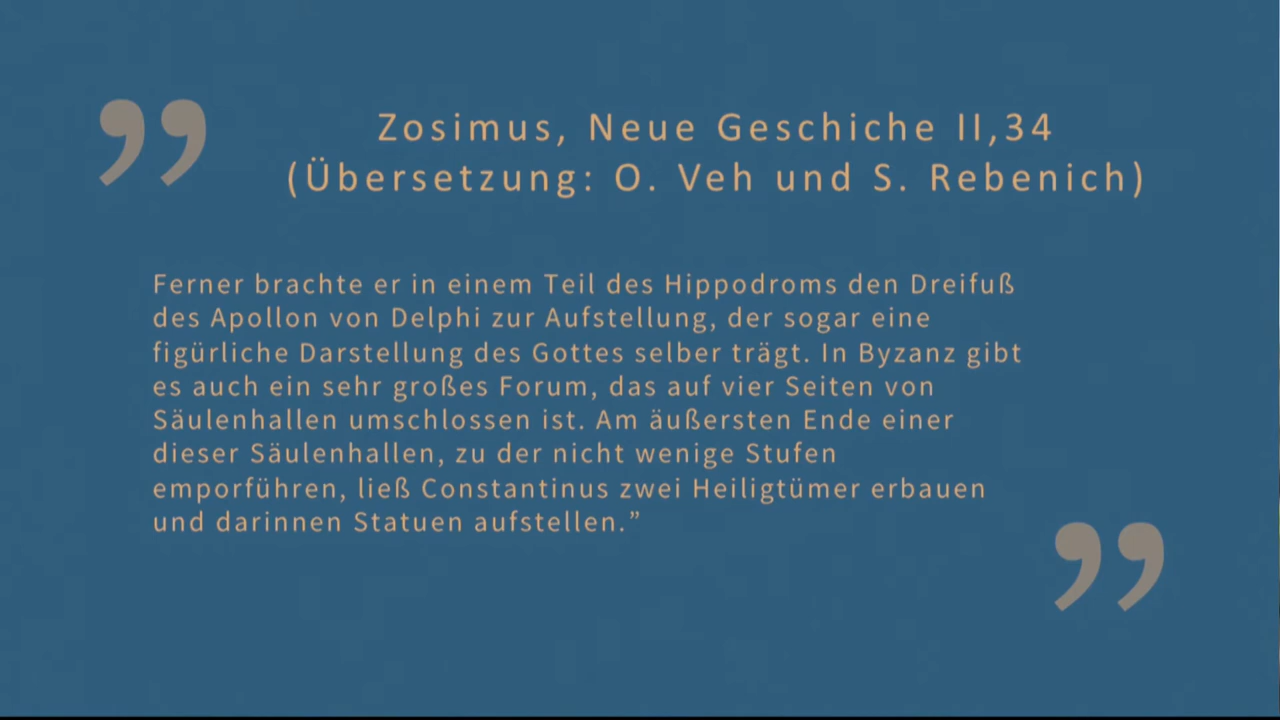 Zosimus, Neue Geschiche II,34
(Übersetzung: O. Veh und S. Rebenich)
Ferner brachte er in einem Teil des Hippodroms den Dreifuß
des Apollon von Delphi zur Aufstellung, der sogar eine
figürliche Darstellung des Gottes selber trägt. In Byzanz gibt
es auch ein sehr großes Forum, das auf vier Seiten von
Säulenhallen umschlossen ist. Am äußersten Ende einer
dieser Säulenhallen, zu der nicht wenige Stufen
emporführen, ließ Constantinus zwei Heiligtümer erbauen
und darinnen Statuen aufstellen.”